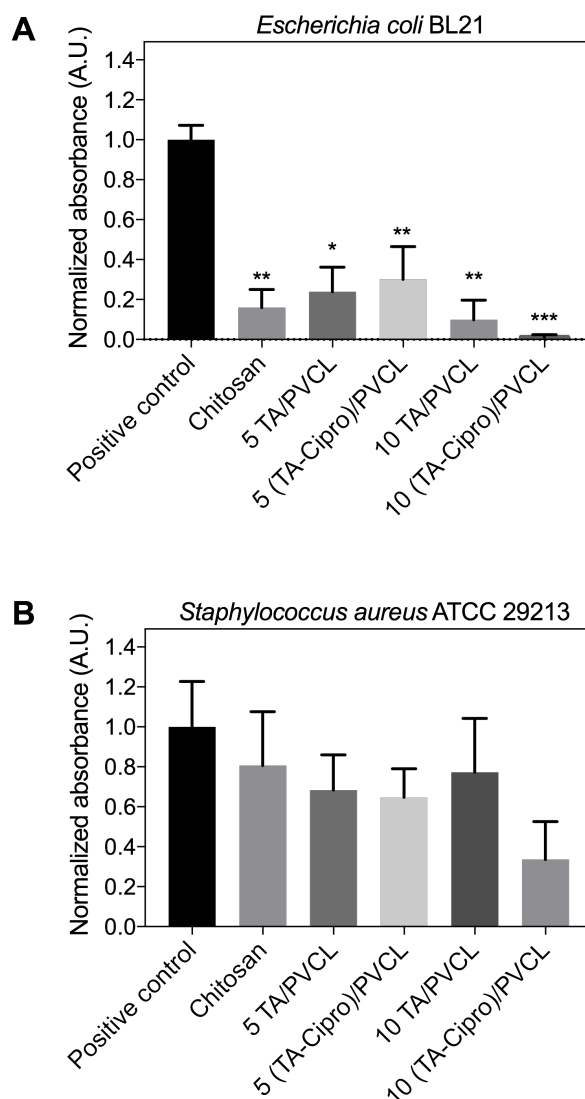 A
Escherichia coli BL21
Normalized absorbance (A.U.)
1.4
1.2
1.0
0.8
0.6
0.4
0.2
0.0
**
*
**
**
***
Positive control
Chitosan
5 TA/PVCL
5 (TA-Cipro)/PVCL
10 TA/PVCL
10 (TA-Cipro)/PVCL
B
Staphylococcus aureus ATCC 29213
Normalized absorbance (A.U.)
1.4
1.2
1.0
0.8
0.6
0.4
0.2
0.0
Positive control
Chitosan
5 TA/PVCL
5 (TA-Cipro)/PVCL
10 TA/PVCL
10 (TA-Cipro)/PVCL